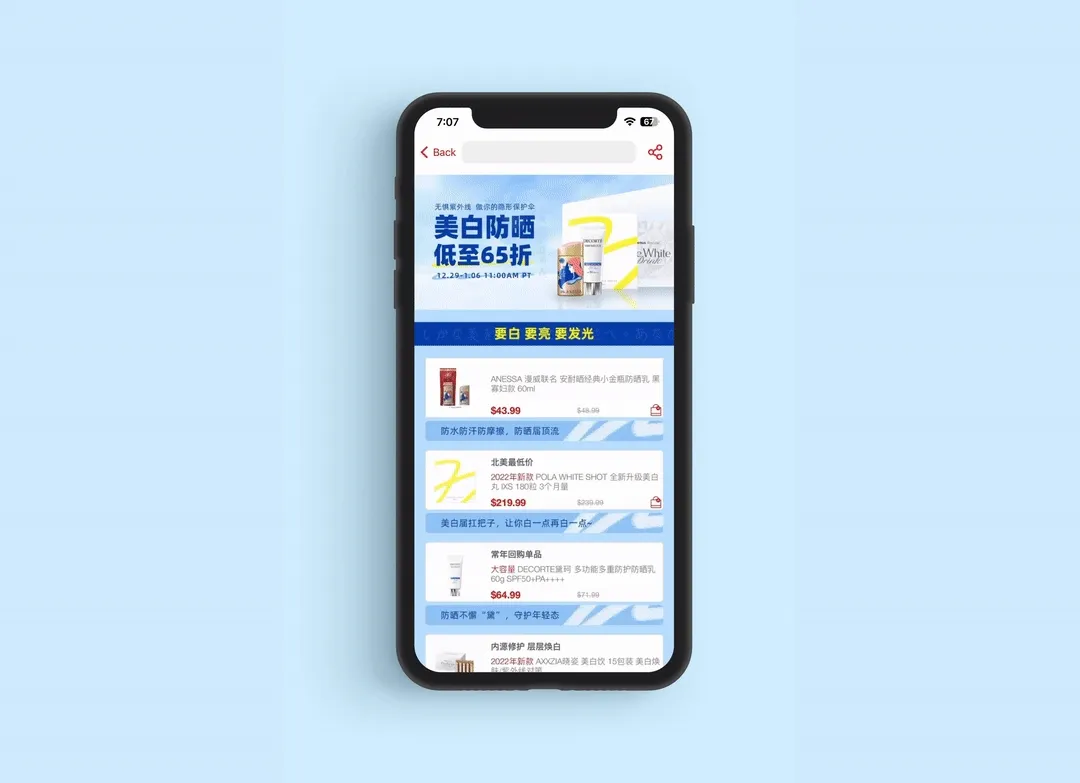 7:07
67
Back
无惧紫外线 做你的隐形保护伞
美白防晒
低至65折
12.29-1.06 11:00AM PT
DECORTE
White
Drink
要白 要亮 要发光
ANESSA 漫威联名 安耐晒经典小金瓶防晒乳 黑
寡妇款 60ml
$43.99
$48.99
防水防汗防摩擦，防晒届顶流
北美最低价
2022年新款 POLA WHITE SHOT 全新升级美白
丸 IXS 180粒 3个月量
$219.99
$239.99
美白届扛把子，让你白一点再白一点~
常年回购单品
大容量 DECORTE黛珂 多功能多重防护防晒乳
60g SPF50+PA++++
$64.99
$71.99
防晒不懈“黛”，守护年轻态
内源修护 层层焕白
2022年新款 AXXZIA晓姿 美白饮 15包装 美白焕